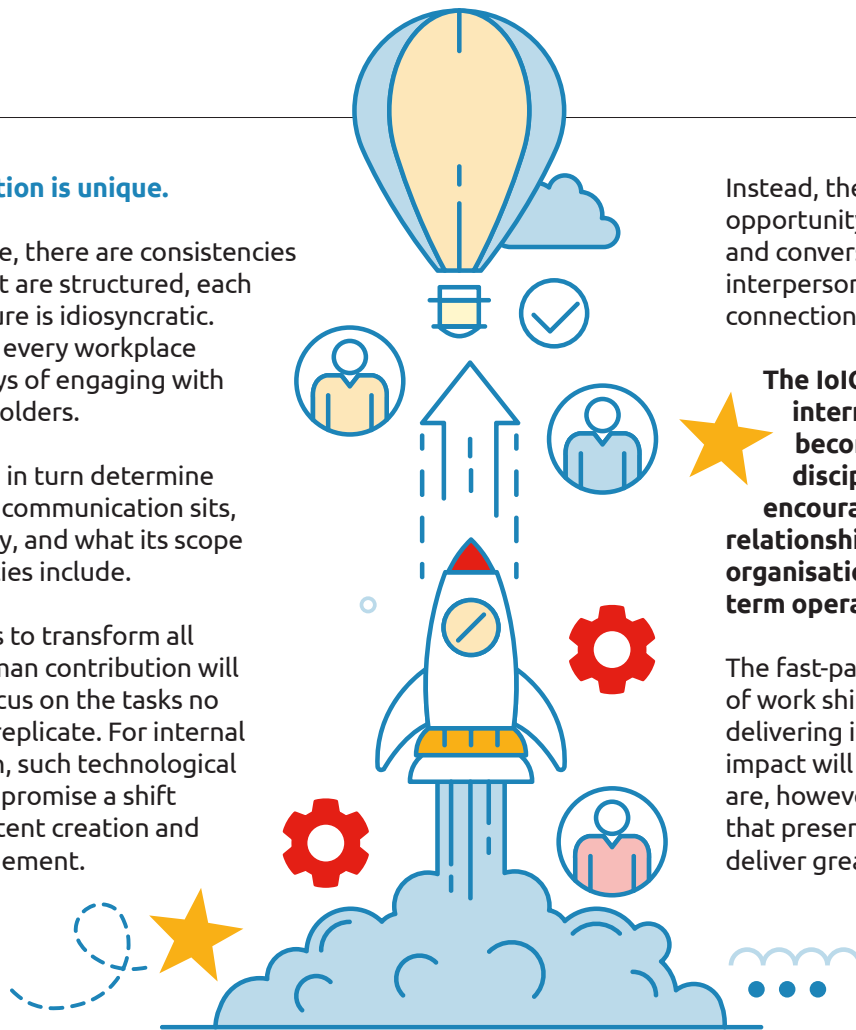 tion is unique.
e, there are consistencies
t are structured, each
ure is idiosyncratic.
every workplace
ys of engaging with
olders.
in turn determine
communication sits,
y, and what its scope
ies include.
s to transform all
man contribution will
cus on the tasks no
replicate. For internal
n, such technological
promise a shift
tent creation and
ement.
Instead, the
opportunity
and convers
interperson
connection
The IoIC
intern
becom
discip
encoura
relationshi
organisatio
term opera
The fast-pa
of work shi
delivering i
impact will
are, howeve
that presen
deliver grea